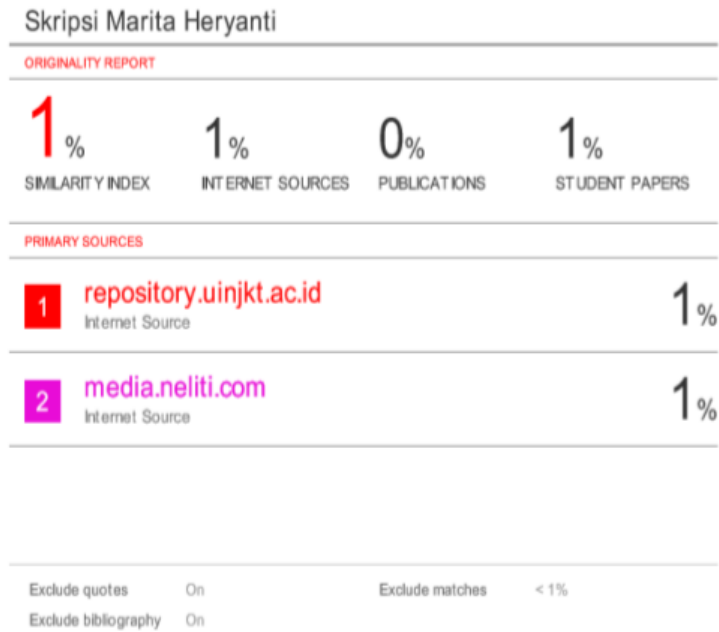 Skripsi Marita Heryanti
ORIGINALITY REPORT
1% 1% 0% 1%
SIMILARITY INDEX INTERNET SOURCES PUBLICATIONS STUDENT PAPERS
PRIMARY SOURCES
1 repository.uinjkt.ac.id 1%
Internet Source
2 media.neliti.com 1%
Internet Source
Exclude quotes On Exclude matches < 1%
Exclude bibliography On